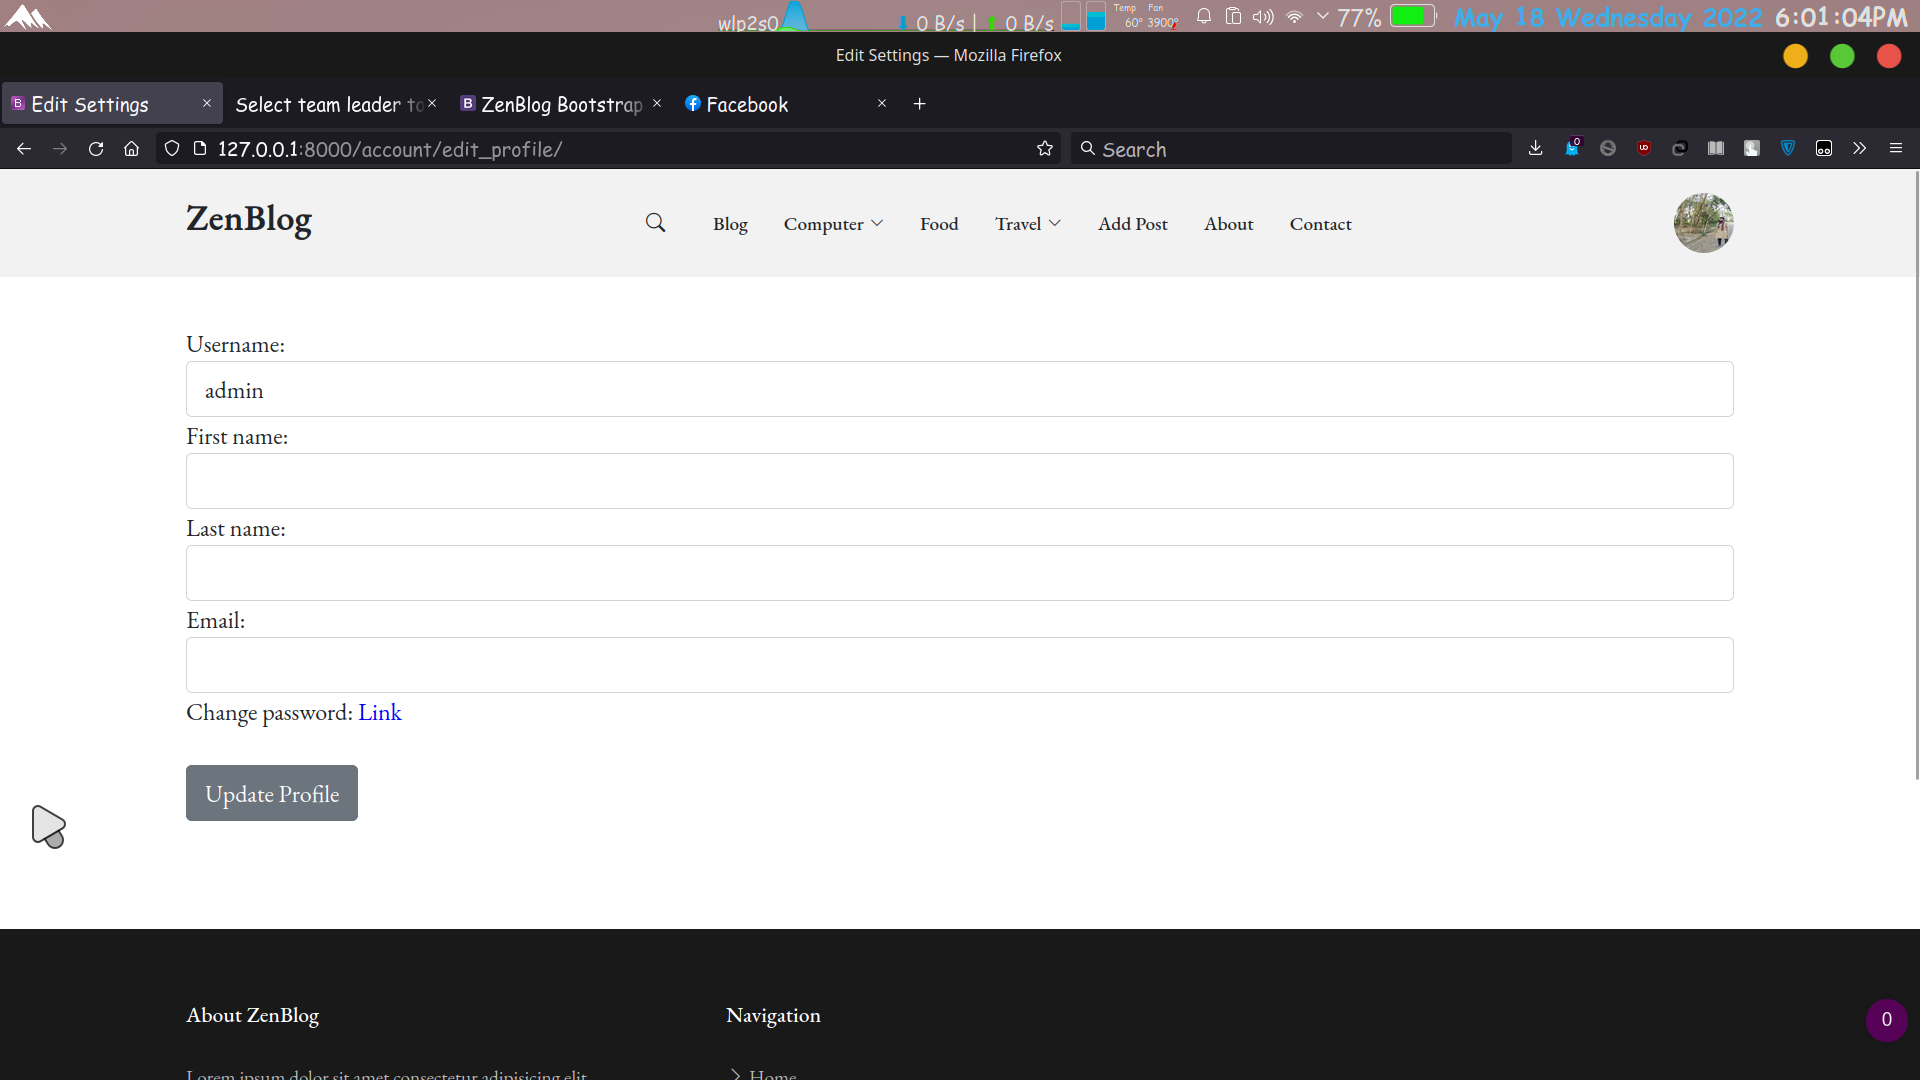 wlp2s0 0 B/s | 0 B/s Temp Fan 60° 3900° 77% May 18 Wednesday 2022 6:01:04PM
Edit Settings — Mozilla Firefox
Edit Settings Select team leader to ZenBlog Bootstrap Facebook
127.0.0.1:8000/account/edit_profile/ Search 0
ZenBlog Blog Computer Food Travel Add Post About Contact
Username:
admin
First name:
Last name:
Email:
Change password: Link
Update Profile
About ZenBlog Navigation
0
Lorem ipsum dolor sit amet consectetur adipisicing elit. Home